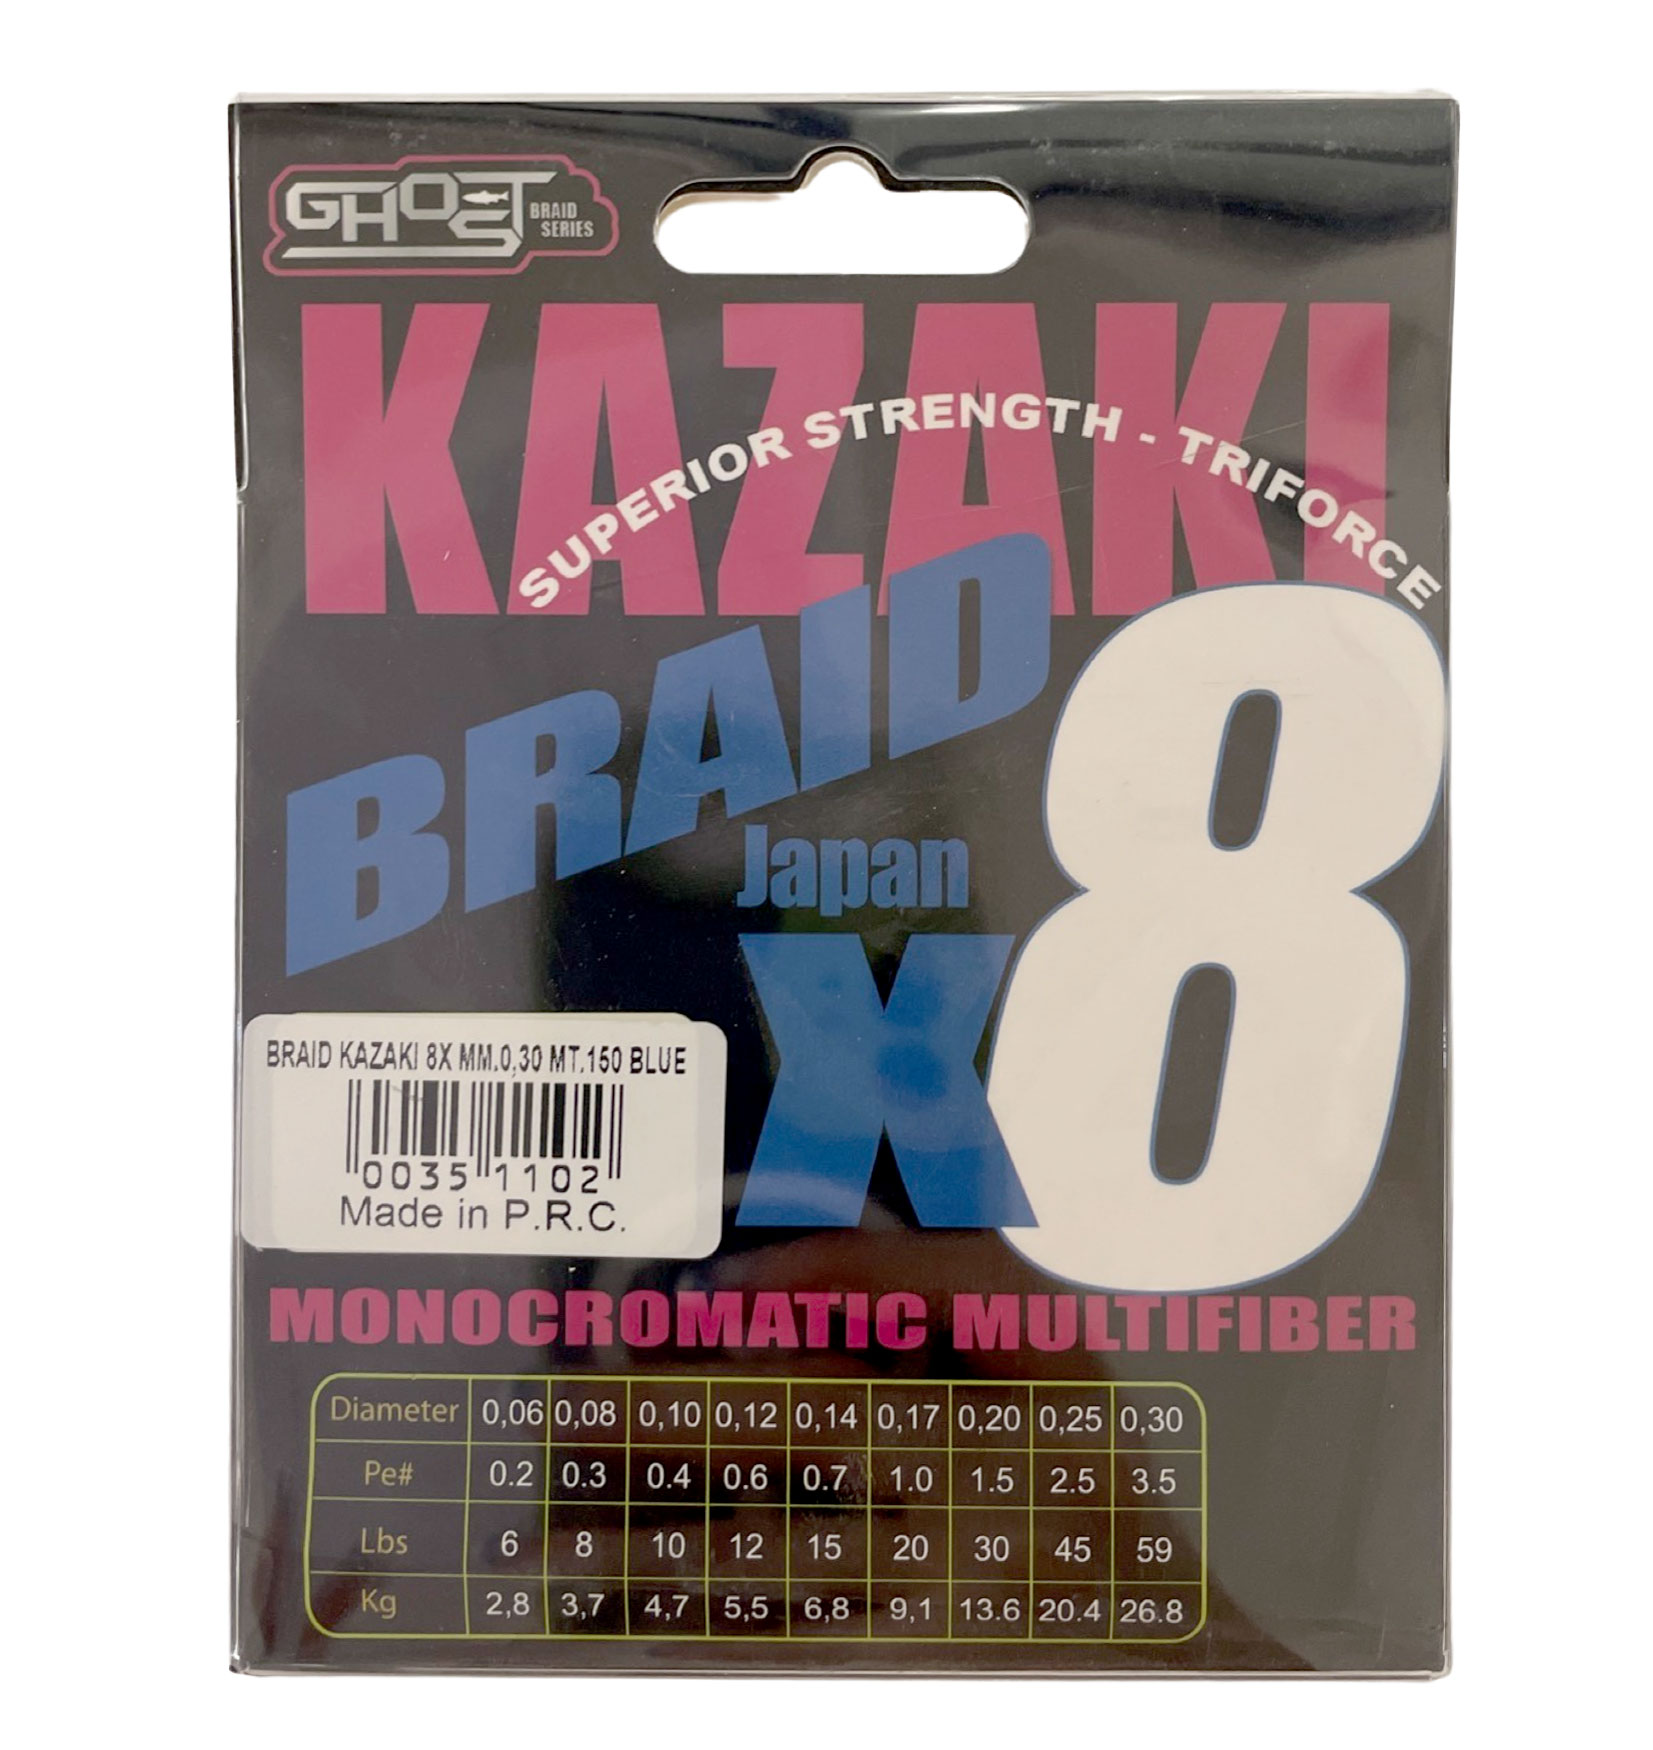 GHOST BRAID
SERIES
KAZAKI
SUPERIOR STRENGTH - TRIFORCE
BRAID
Japan
X8
BRAID KAZAKI 8X MM.0,30 MT.150 BLUE
0035 1102
Made in P.R.C.
MONOCROMATIC MULTIFIBER
Diameter 0,06 0,08 0,10 0,12 0,14 0,17 0,20 0,25 0,30
Pe# 0.2 0.3 0.4 0.6 0.7 1.0 1.5 2.5 3.5
Lbs 6 8 10 12 15 20 30 45 59
Kg 2,8 3,7 4,7 5,5 6,8 9,1 13.6 20.4 26.8